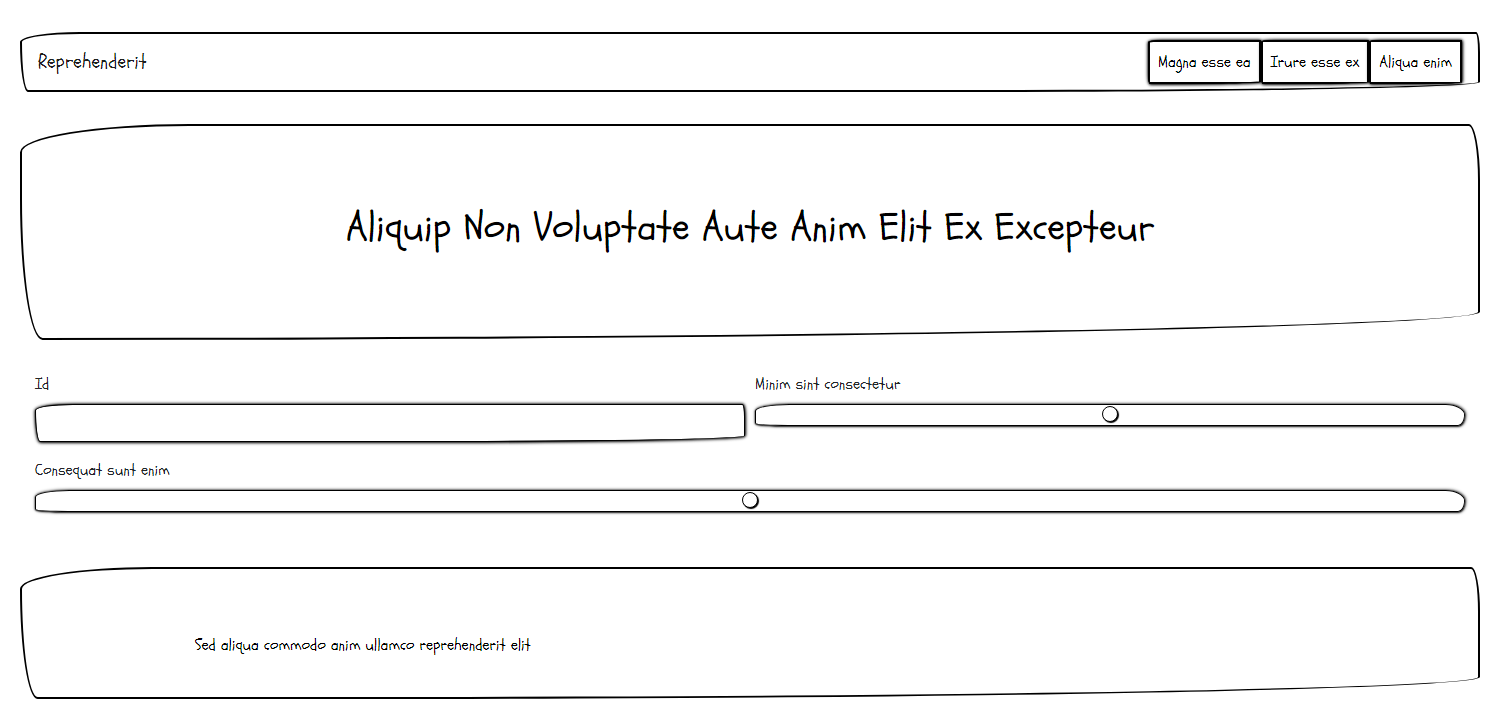 Reprehenderit
Magna esse ea
Irure esse ex
Aliqua enim
Aliquip Non Voluptate Aute Anim Elit Ex Excepteur
Id
Minim sint consectetur
Consequat sunt enim
Sed aliqua commodo anim ullamco reprehenderit elit